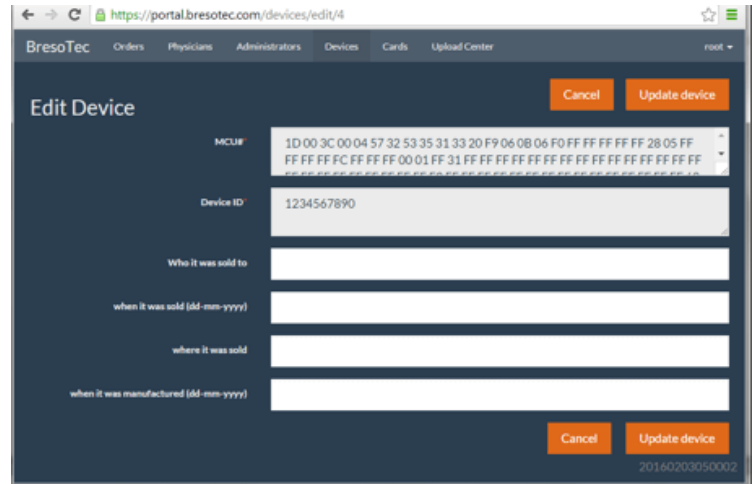 https://portal.bresotec.com/devices/edit/4
BresoTec Orders Physicians Administrators Devices Cards Upload Center root
Cancel Update device
Edit Device
MCU#*
1D 00 3C 00 04 57 32 53 35 31 33 20 F9 06 0B 06 F0 FF FF FF FF FF 28 05 FF
FF FF FF FC FF FF FF 00 01 FF 31 FF FF FF FF FF FF FF FF FF FF FF FF FF FF
Device ID*
1234567890
Who it was sold to
when it was sold (dd-mm-yyyy)
where it was sold
when it was manufactured (dd-mm-yyyy)
Cancel Update device
20160203050002